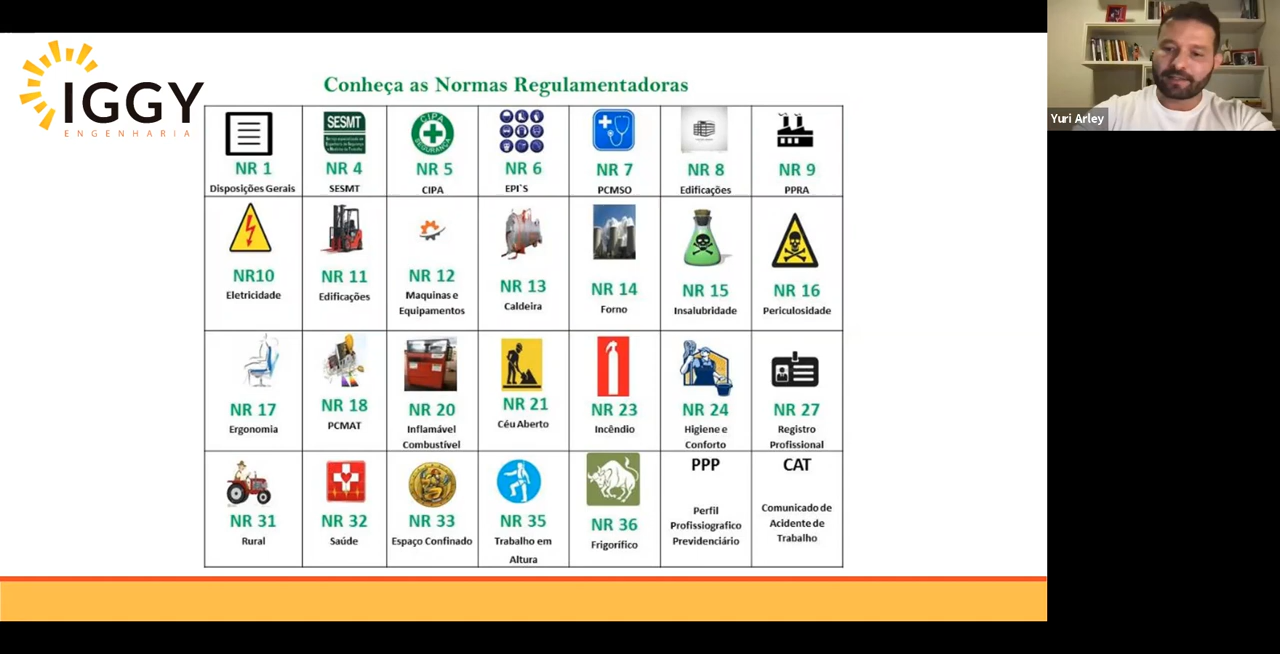 IGGY
ENGENHARIA
Conheça as Normas Regulamentadoras
SESMT
CIPA
SEGURANÇA
NR 1
Disposições Gerais
NR 4
SESMT
NR 5
CIPA
NR 6
EPI`S
NR 7
PCMSO
NR 8
Edificações
NR 9
PPRA
NR10
Eletricidade
NR 11
Edificações
NR 12
Maquinas e
Equipamentos
NR 13
Caldeira
NR 14
Forno
NR 15
Insalubridade
NR 16
Periculosidade
NR 17
Ergonomia
NR 18
PCMAT
NR 20
Inflamável
Combustível
NR 21
Céu Aberto
NR 23
Incêndio
NR 24
Higiene e
Conforto
NR 27
Registro
Profissional
NR 31
Rural
NR 32
Saúde
NR 33
Espaço Confinado
NR 35
Trabalho em
Altura
NR 36
Frigorífico
PPP
Perfil
Profissiografico
Previdenciário
CAT
Comunicado de
Acidente de
Trabalho
Yuri Arley